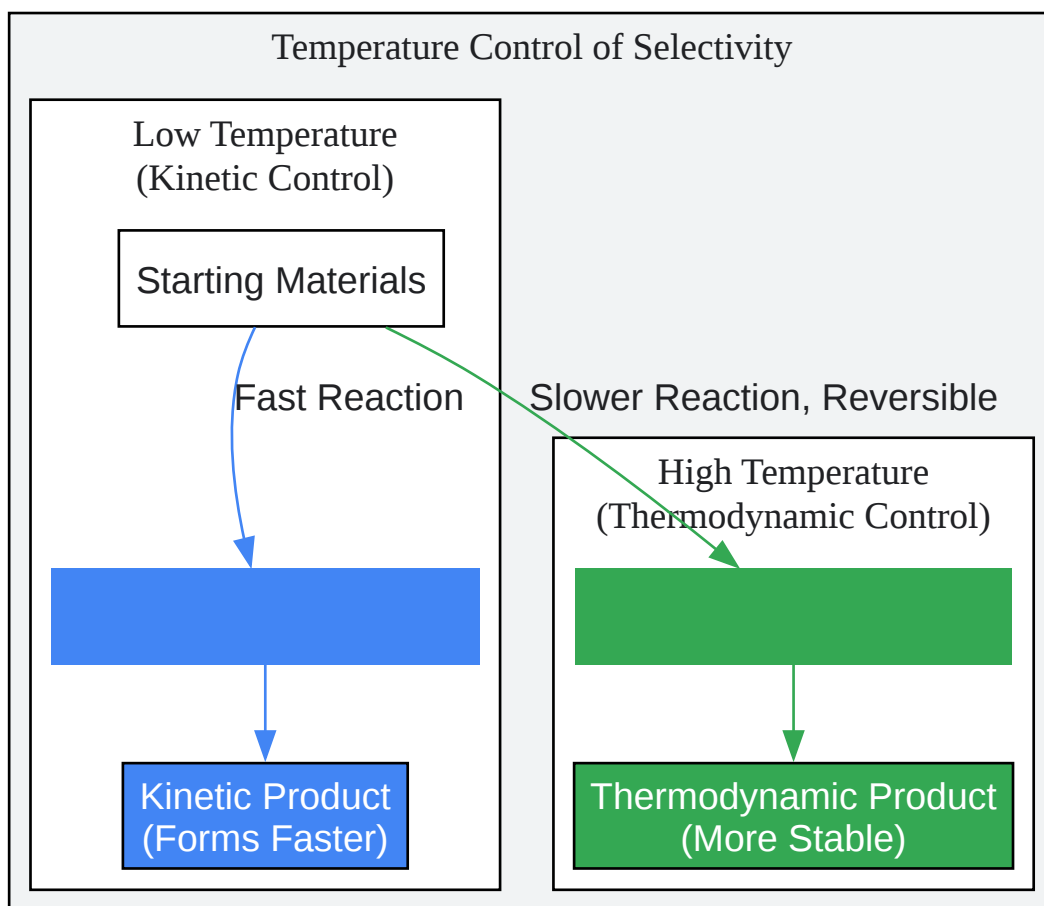 Temperature Control of Selectivity
Low Temperature
(Kinetic Control)
Starting Materials
Fast Reaction
Slower Reaction, Reversible
High Temperature
(Thermodynamic Control)
Kinetic Product
(Forms Faster)
Thermodynamic Product
(More Stable)